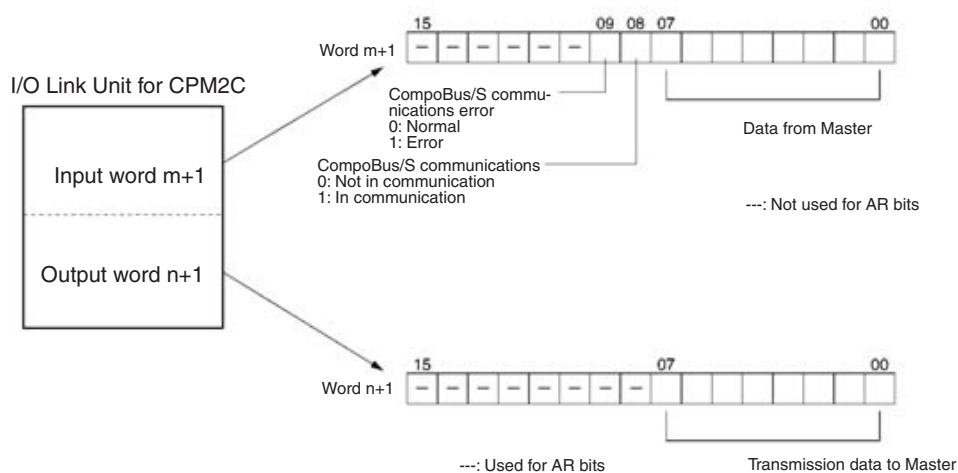 15 09 08 07 00
Word m+1 – – – – – –
I/O Link Unit for CPM2C
CompoBus/S commu-
nications error
0: Normal
1: Error
Data from Master
CompoBus/S communications
0: Not in communication
1: In communication
---: Not used for AR bits
Input word m+1
Output word n+1
15 07 00
Word n+1 – – – – – – – –
---: Used for AR bits
Transmission data to Master